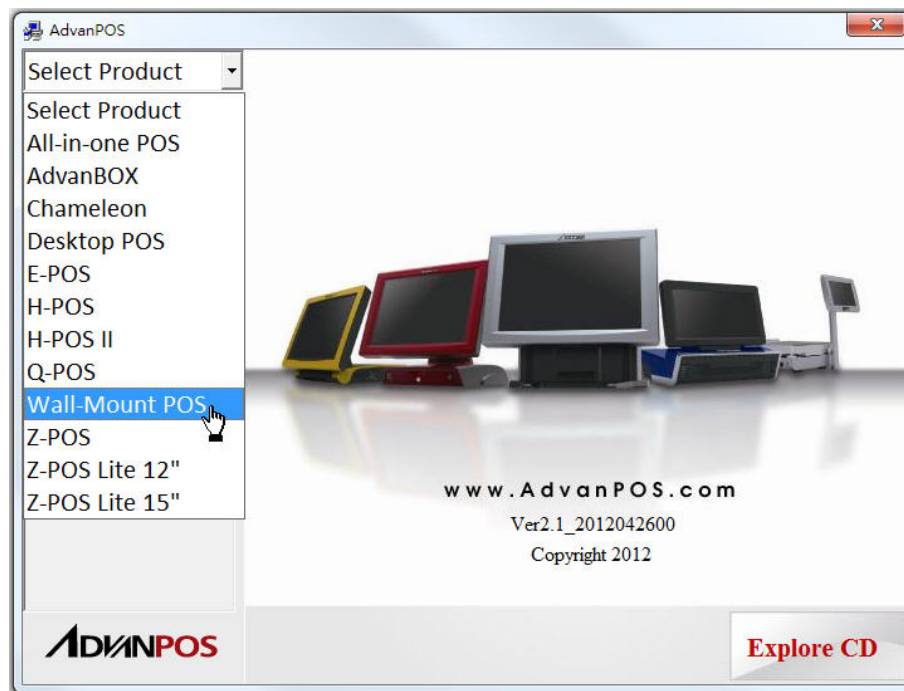 AdvanPOS
Select Product
Select Product
All-in-one POS
AdvanBOX
Chameleon
Desktop POS
E-POS
H-POS
H-POS II
Q-POS
Wall-Mount POS
Z-POS
Z-POS Lite 12"
Z-POS Lite 15"
www.AdvanPOS.com
Ver2.1_2012042600
Copyright 2012
ADVANPOS
Explore CD